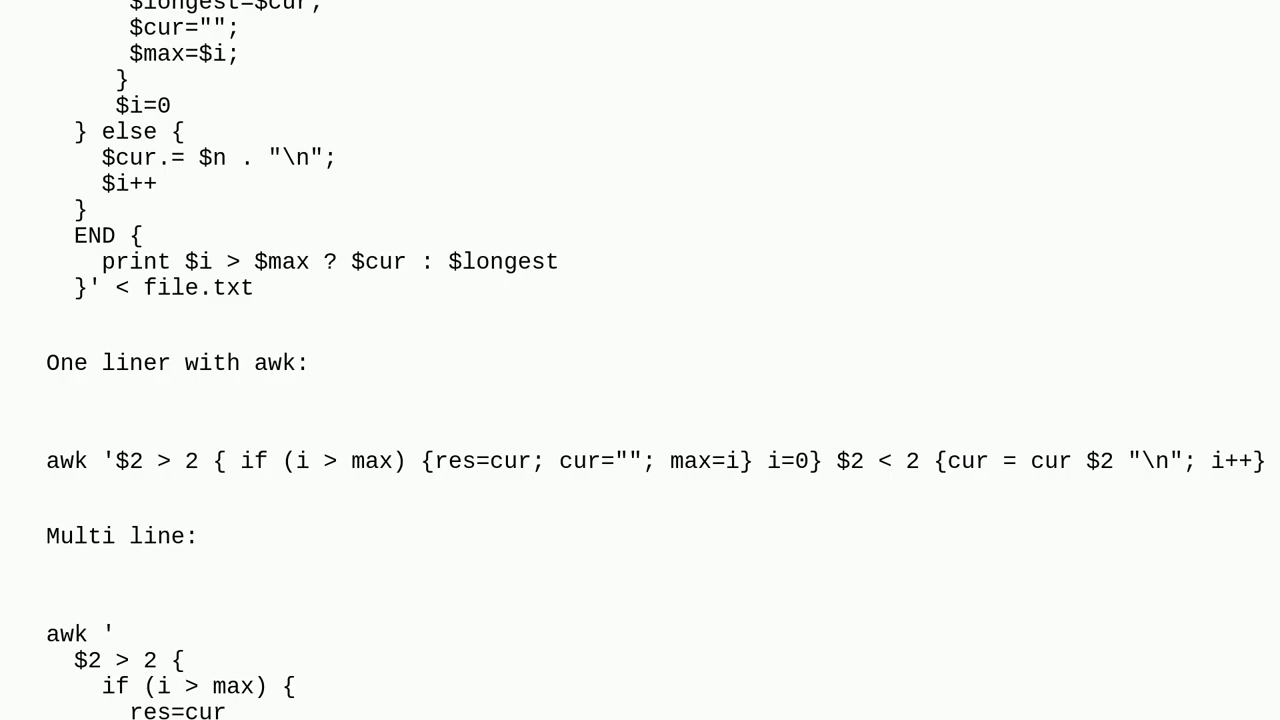 $longest=$cur;
$cur="";
$max=$i;
}
$i=0
} else {
$cur.= $n . "\n";
$i++
}
END {
print $i > $max ? $cur : $longest
}' < file.txt
One liner with awk:
awk '$2 > 2 { if (i > max) {res=cur; cur=""; max=i} i=0} $2 < 2 {cur = cur $2 "\n"; i++}
Multi line:
awk '
$2 > 2 {
if (i > max) {
res=cur